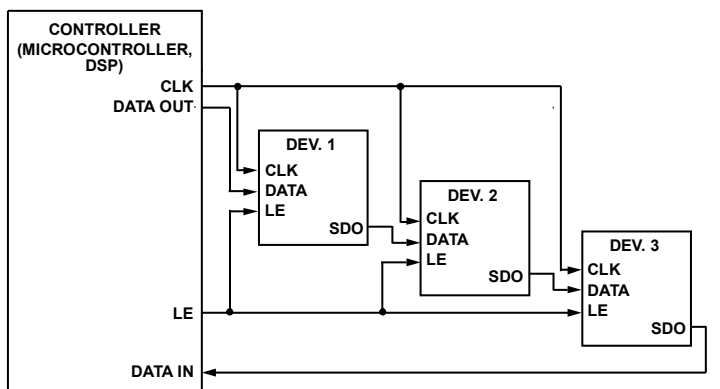 CONTROLLER
(MICROCONTROLLER,
DSP)
CLK
DATA OUT
DEV. 1
CLK
DATA
LE
SDO
DEV. 2
CLK
DATA
LE
SDO
DEV. 3
CLK
DATA
LE
SDO
LE
DATA IN